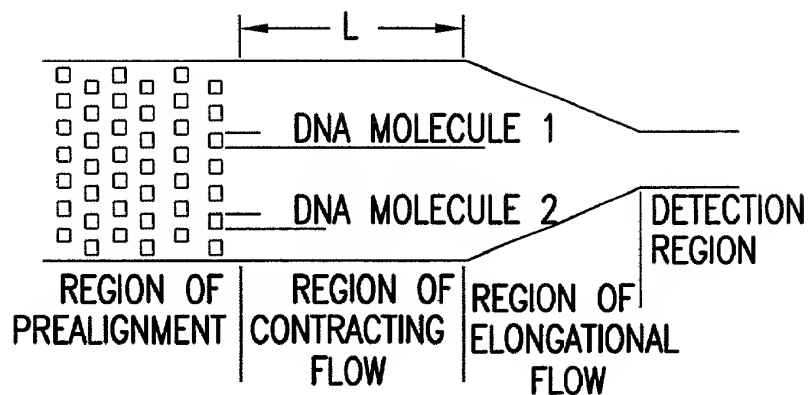 L
DNA MOLECULE 1
DNA MOLECULE 2
DETECTION
REGION
REGION OF
PREALIGNMENT
REGION OF
CONTRACTING
FLOW
REGION OF
ELONGATIONAL
FLOW